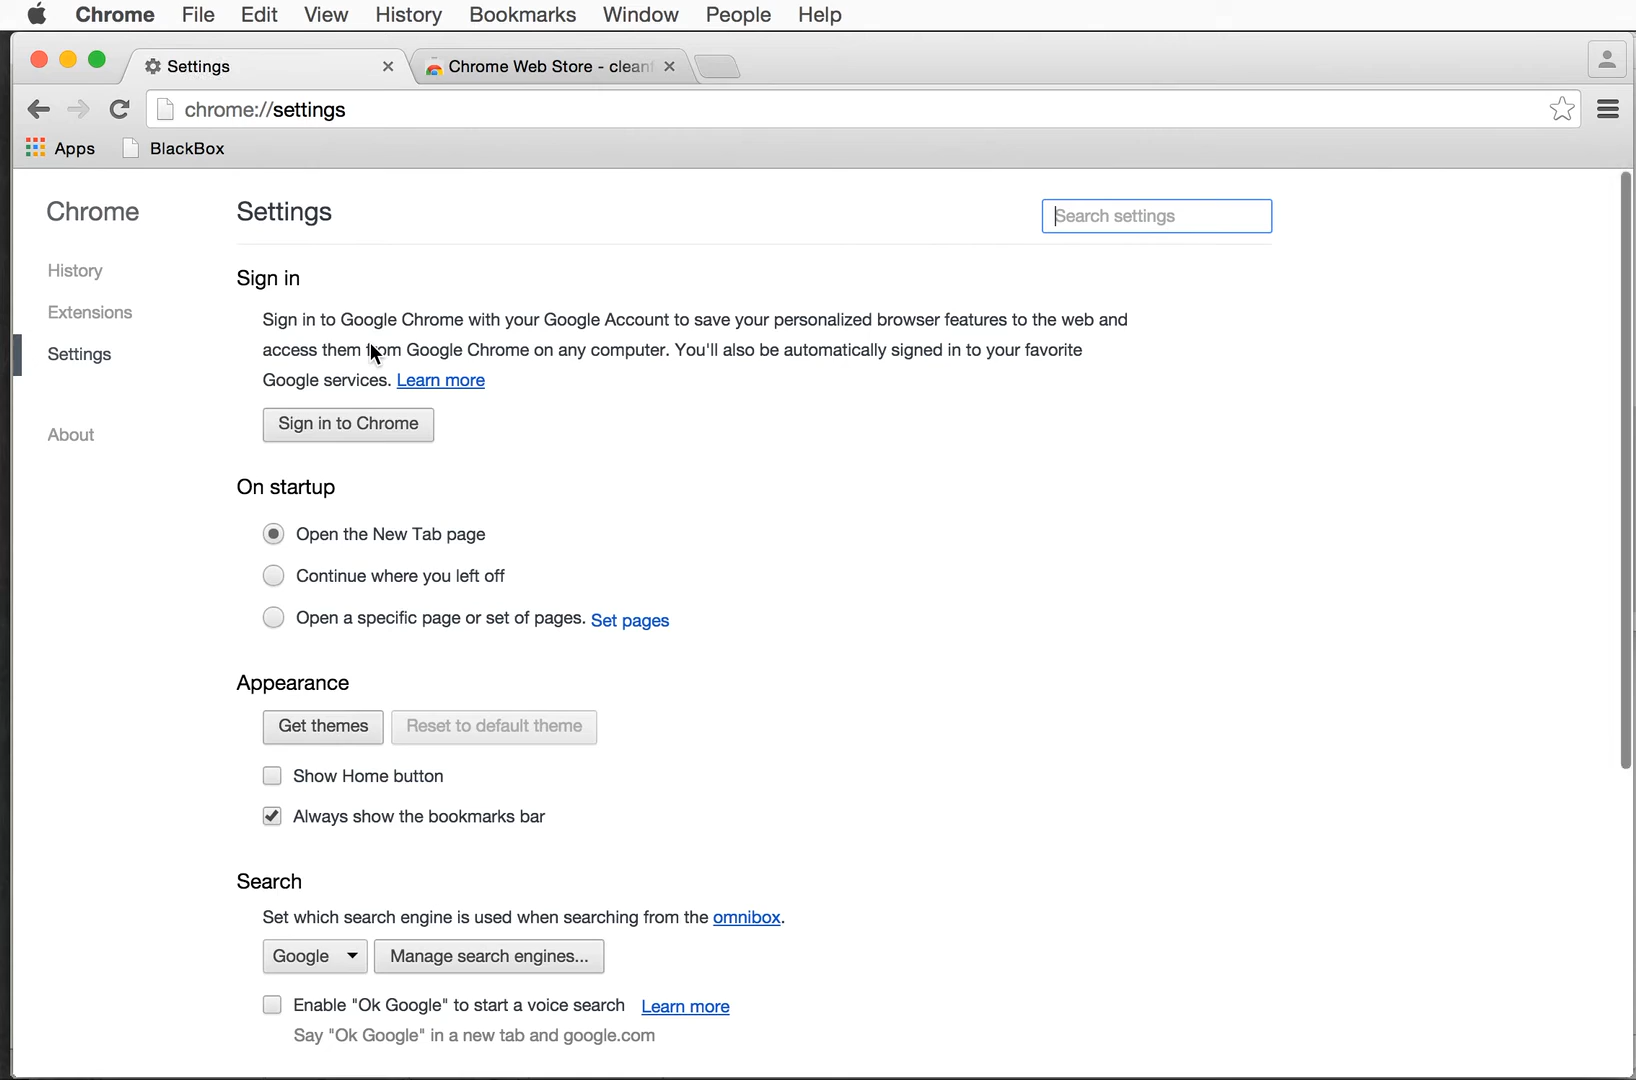 Chrome File Edit View History Bookmarks Window People Help
Settings
Chrome Web Store - clean
chrome://settings
Apps BlackBox
Chrome
Settings
Search settings
History
Extensions
Settings
About
Sign in
Sign in to Google Chrome with your Google Account to save your personalized browser features to the web and
access them from Google Chrome on any computer. You'll also be automatically signed in to your favorite
Google services. Learn more
Sign in to Chrome
On startup
Open the New Tab page
Continue where you left off
Open a specific page or set of pages. Set pages
Appearance
Get themes Reset to default theme
Show Home button
Always show the bookmarks bar
Search
Set which search engine is used when searching from the omnibox.
Google Manage search engines...
Enable "Ok Google" to start a voice search Learn more
Say "Ok Google" in a new tab and google.com